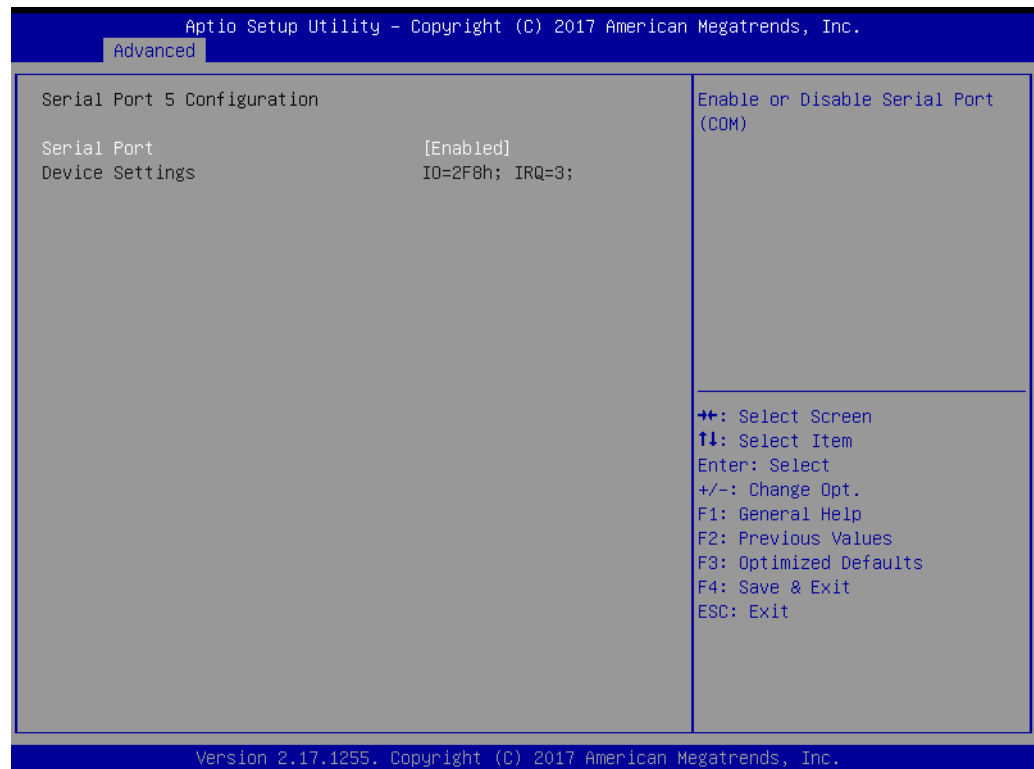 Aptio Setup Utility – Copyright (C) 2017 American Megatrends, Inc.
Advanced
Serial Port 5 Configuration
Serial Port [Enabled]
Device Settings IO=2F8h; IRQ=3;
Enable or Disable Serial Port
(COM)
→←: Select Screen
↑↓: Select Item
Enter: Select
+/-: Change Opt.
F1: General Help
F2: Previous Values
F3: Optimized Defaults
F4: Save & Exit
ESC: Exit
Version 2.17.1255. Copyright (C) 2017 American Megatrends, Inc.